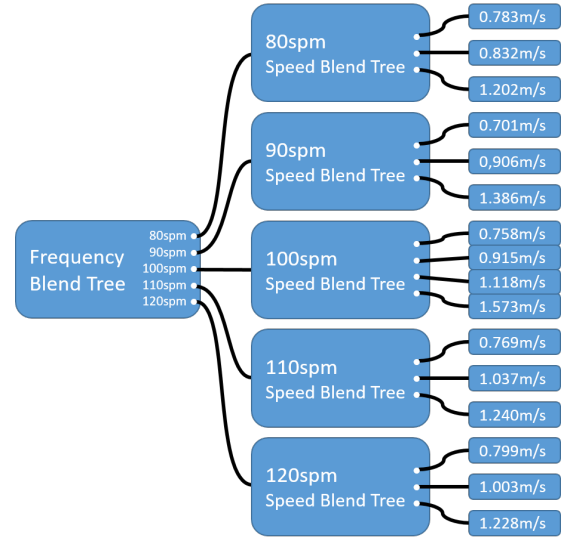 Frequency
Blend Tree
80spm
90spm
100spm
110spm
120spm
80spm
Speed Blend Tree
0.783m/s
0.832m/s
1.202m/s
90spm
Speed Blend Tree
0.701m/s
0,906m/s
1.386m/s
100spm
Speed Blend Tree
0.758m/s
0.915m/s
1.118m/s
1.573m/s
110spm
Speed Blend Tree
0.769m/s
1.037m/s
1.240m/s
120spm
Speed Blend Tree
0.799m/s
1.003m/s
1.228m/s